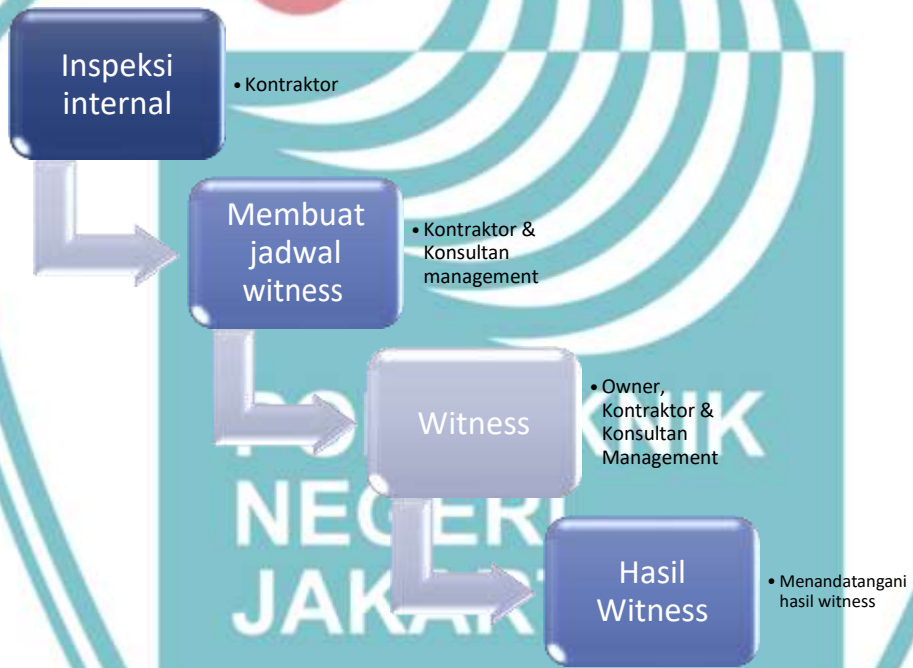 Inspeksi
internal
• Kontraktor
Membuat
jadwal
witness
• Kontraktor &
Konsultan
management
Witness
• Owner,
Kontraktor &
Konsultan
Management
Hasil
Witness
• Menandatangani
hasil witness
NEGERI